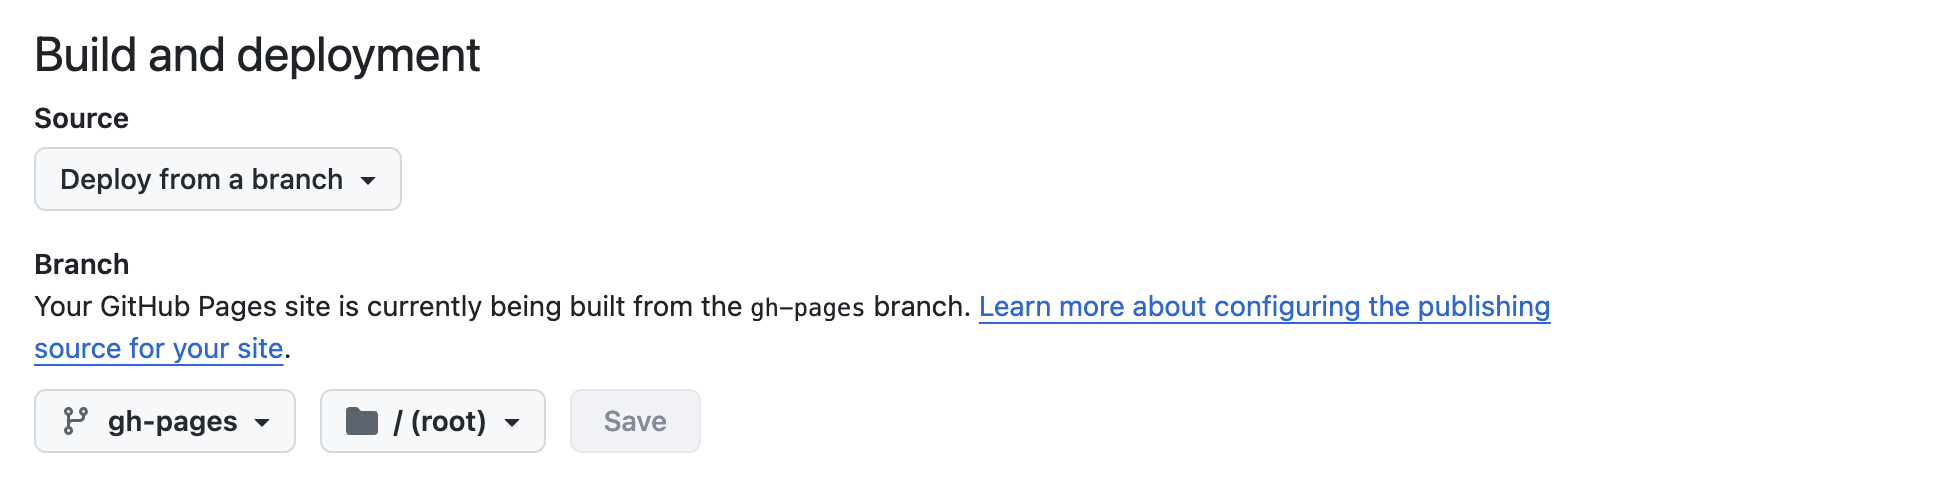 Build and deployment
Source
Deploy from a branch
Branch
Your GitHub Pages site is currently being built from the gh-pages branch. Learn more about configuring the publishing
source for your site.
gh-pages / (root) Save